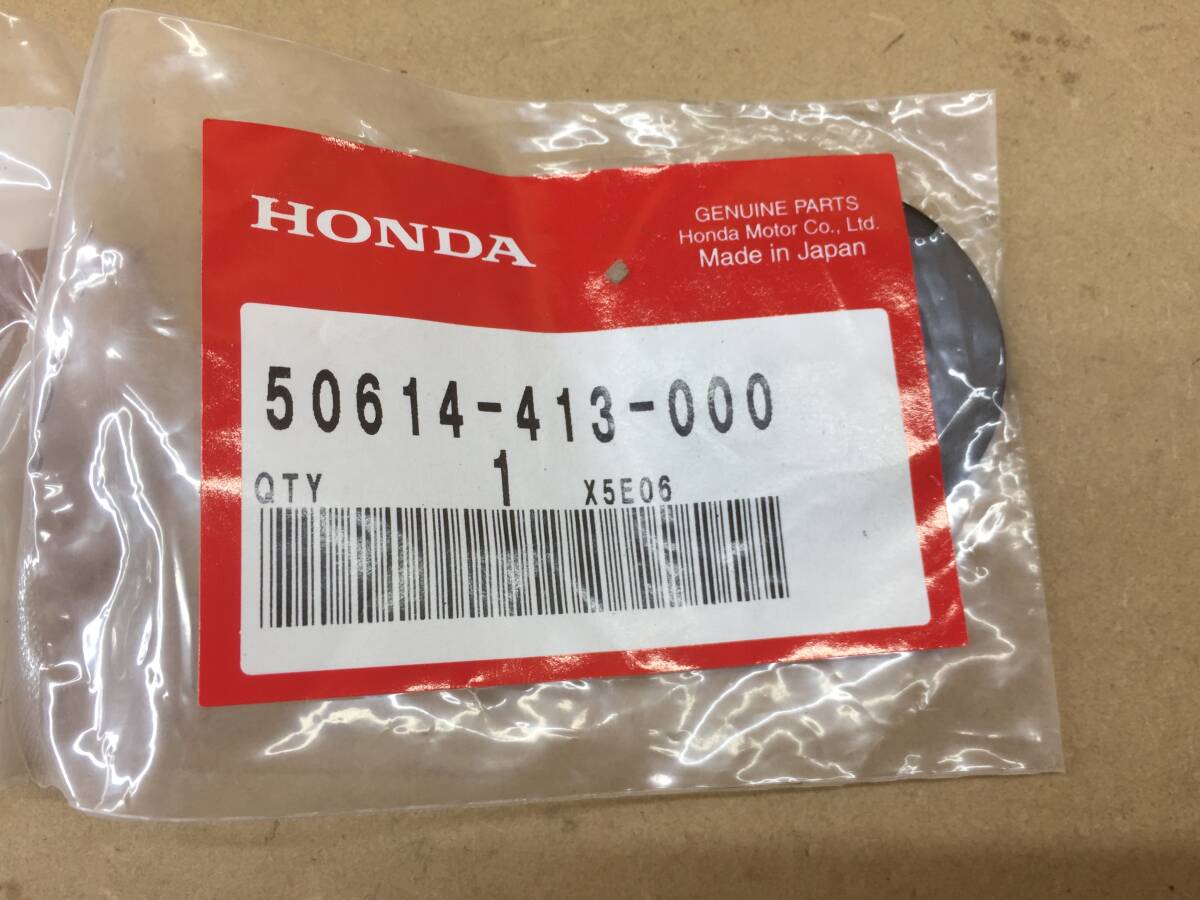 HONDA
GENUINE PARTS
Honda Motor Co., Ltd.
Made in Japan
50614-413-000
QTY 1 X5E06